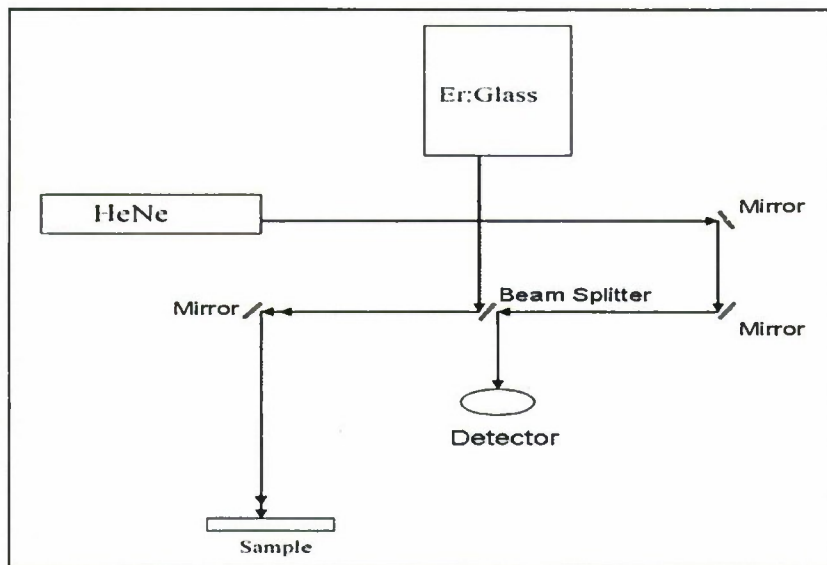 Er:Glass
HeNe
Mirror
Mirror
Beam Splitter
Mirror
Detector
Sample